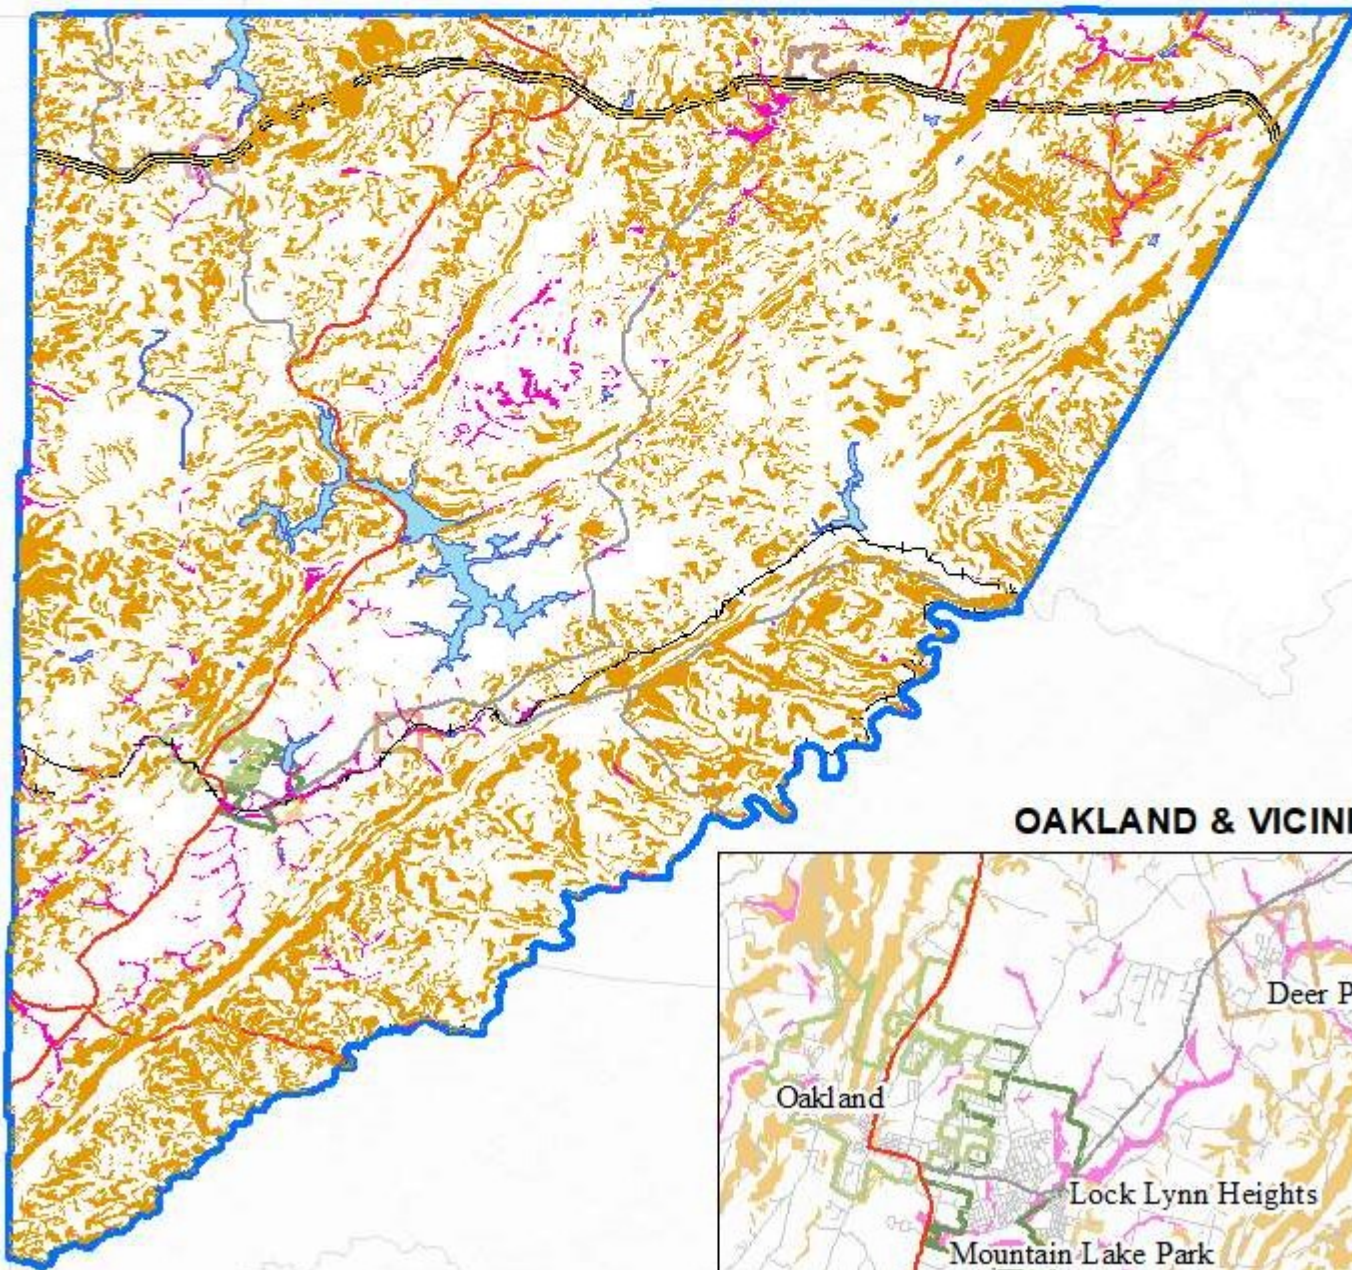 OAKLAND & VICINI
Deer P
Oakland
Lock Lynn Heights
Mountain Lake Park